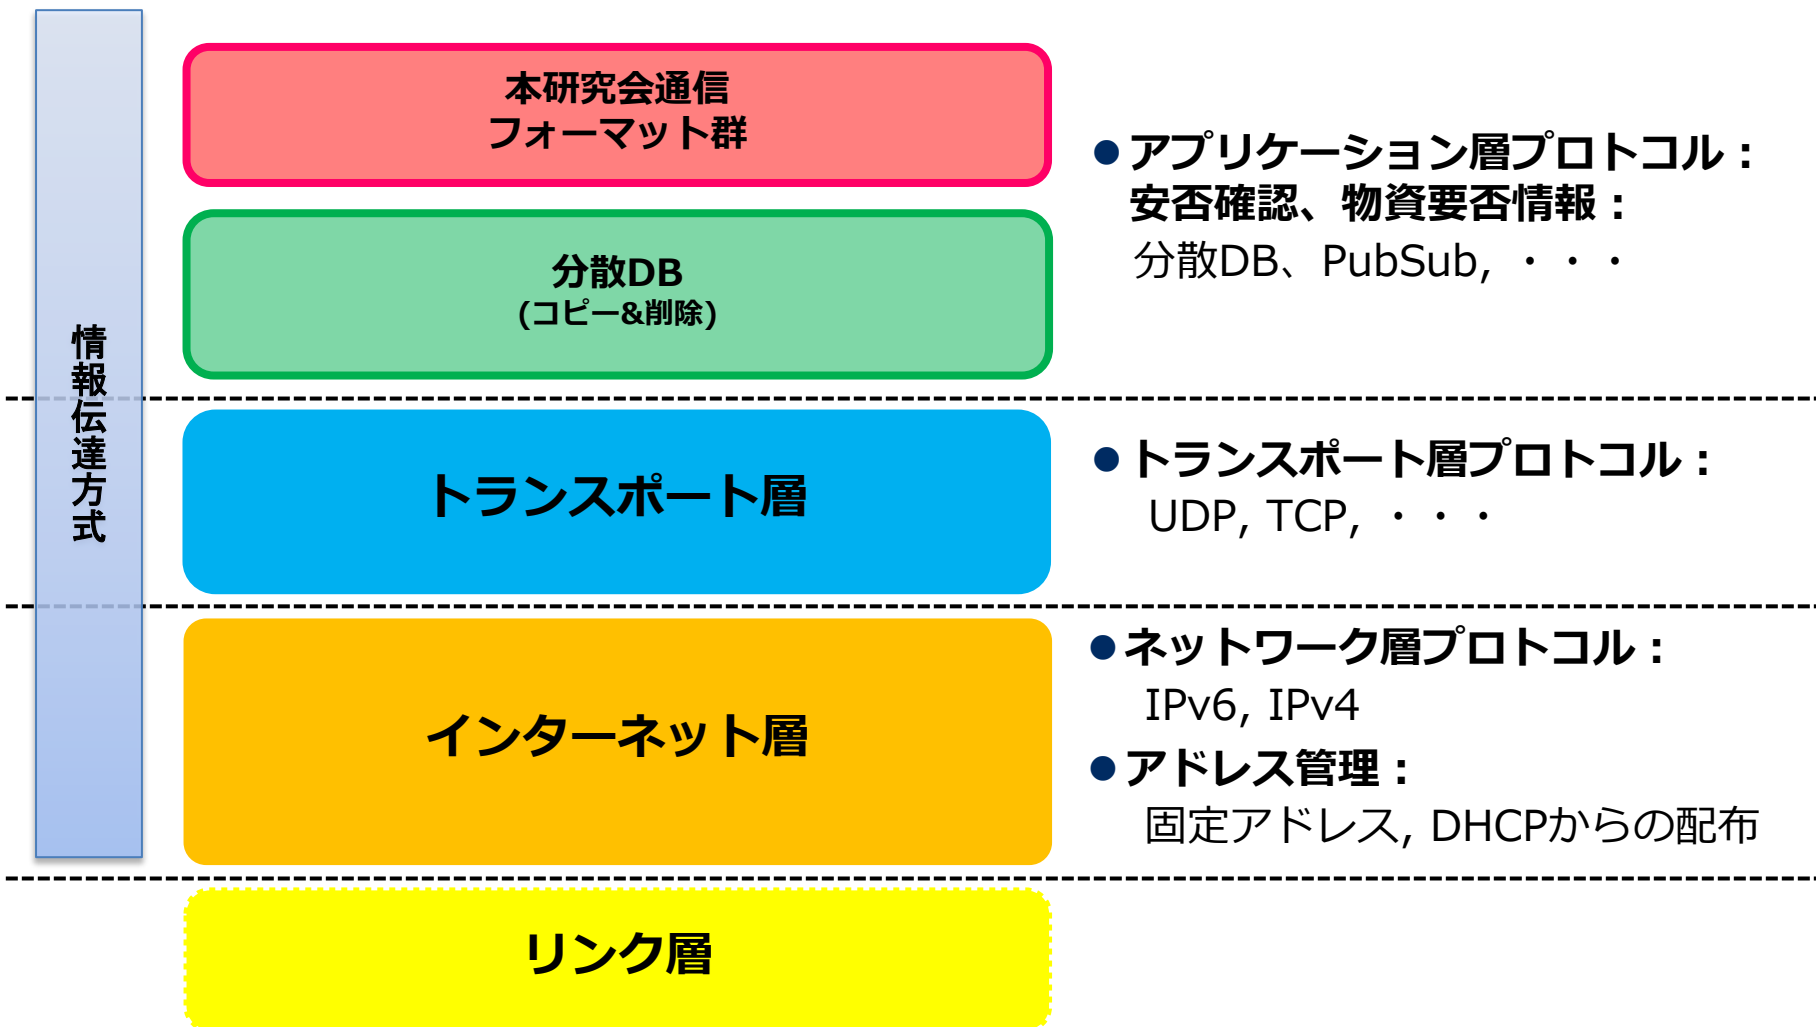 情報伝達方式
本研究会通信
フォーマット群
分散DB
(コピー&削除)
●アプリケーション層プロトコル：
安否確認、物資要否情報：
分散DB、PubSub, ・・・
トランスポート層
●トランスポート層プロトコル：
UDP, TCP, ・・・
インターネット層
●ネットワーク層プロトコル：
IPv6, IPv4
●アドレス管理：
固定アドレス, DHCPからの配布
リンク層